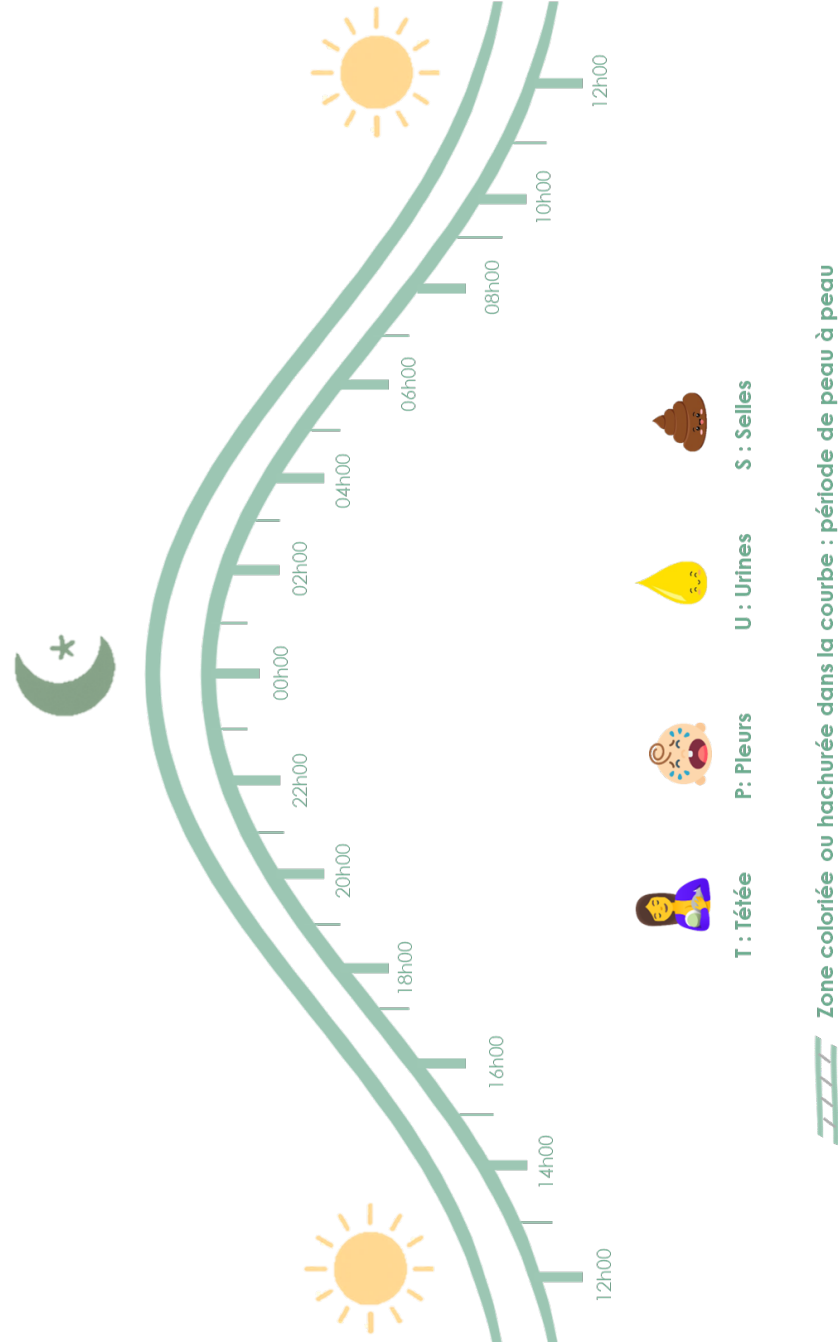 12h00
14h00
16h00
18h00
20h00
22h00
00h00
02h00
04h00
06h00
08h00
10h00
12h00
T : Tétée
P: Pleurs
U : Urines
S : Selles
Zone coloriée ou hachurée dans la courbe : période de peau à peau